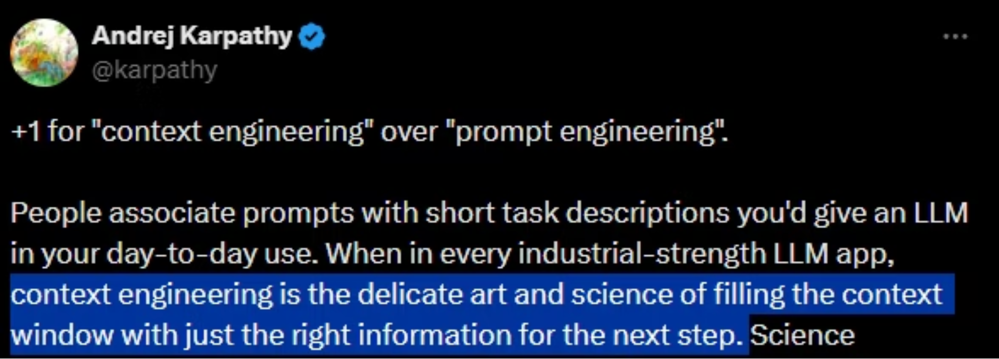 Andrej Karpathy
@karpathy
+1 for "context engineering" over "prompt engineering".
People associate prompts with short task descriptions you'd give an LLM
in your day-to-day use. When in every industrial-strength LLM app,
context engineering is the delicate art and science of filling the context
window with just the right information for the next step. Science